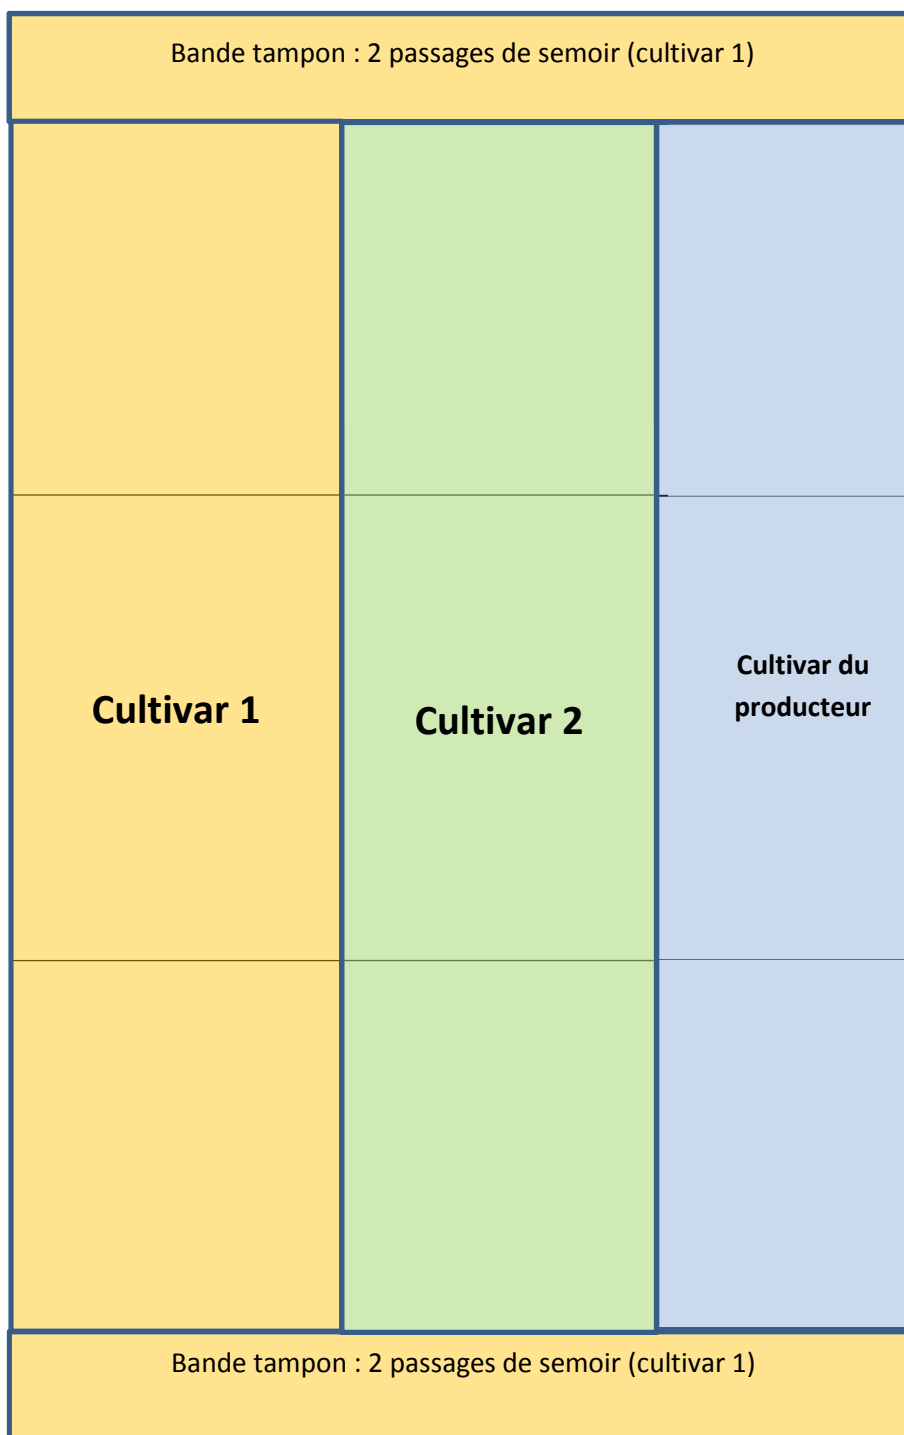 Bande tampon : 2 passages de semoir (cultivar 1)
Cultivar 1
Cultivar 2
Cultivar du
producteur
Bande tampon : 2 passages de semoir (cultivar 1)